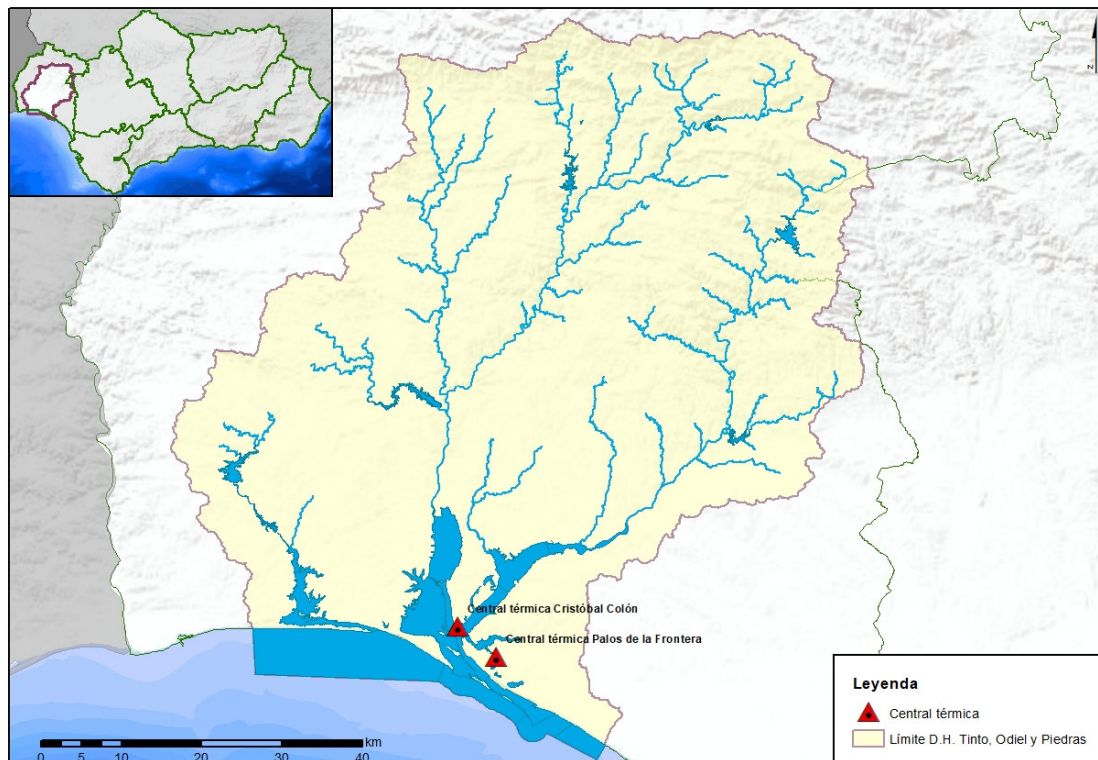 z
Central térmica Cristóbal Colón
Central térmica Palos de la Frontera
Leyenda
Central térmica
Límite D.H. Tinto, Odiel y Piedras
km
0 5 10 20 30 40